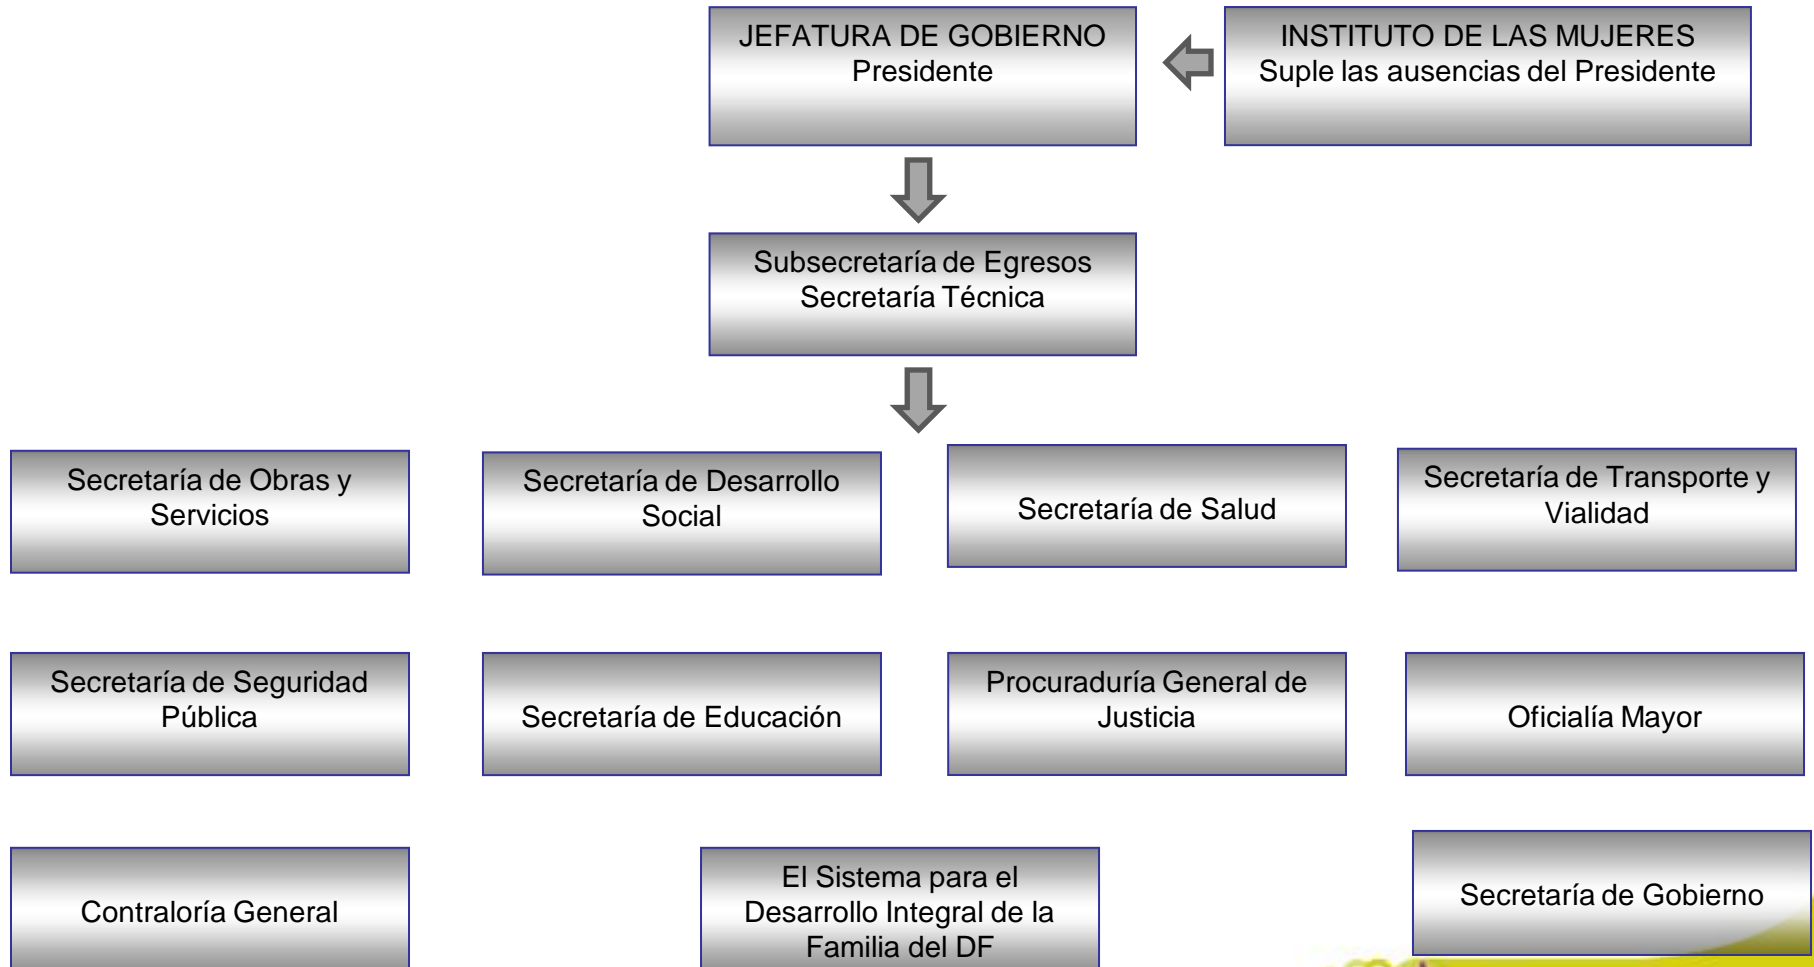 JEFATURA DE GOBIERNO
Presidente
INSTITUTO DE LAS MUJERES
Suple las ausencias del Presidente
Subsecretaría de Egresos
Secretaría Técnica
Secretaría de Obras y
Servicios
Secretaría de Desarrollo
Social
Secretaría de Salud
Secretaría de Transporte y
Vialidad
Secretaría de Seguridad
Pública
Secretaría de Educación
Procuraduría General de
Justicia
Oficialía Mayor
Contraloría General
El Sistema para el
Desarrollo Integral de la
Familia del DF
Secretaría de Gobierno